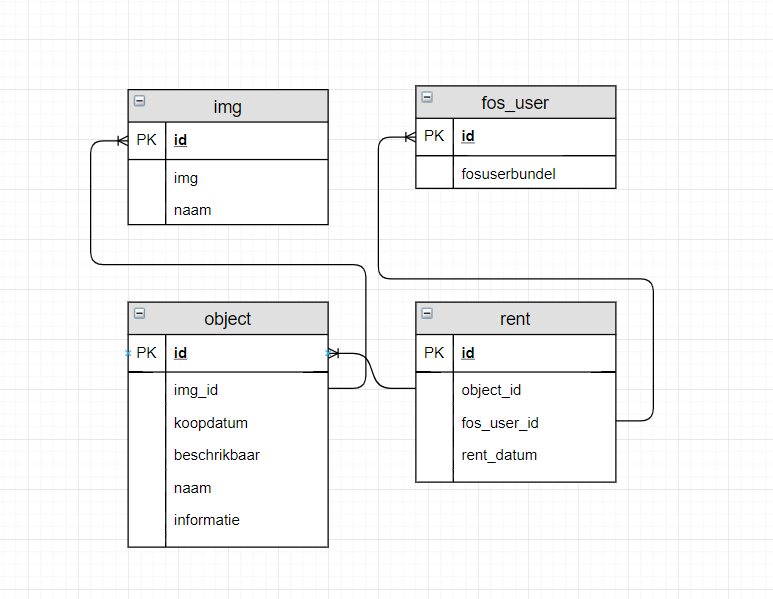 img
PK id
img
naam
fos_user
PK id
fosuserbundel
object
PK id
img_id
koopdatum
beschrikbaar
naam
informatie
rent
PK id
object_id
fos_user_id
rent_datum